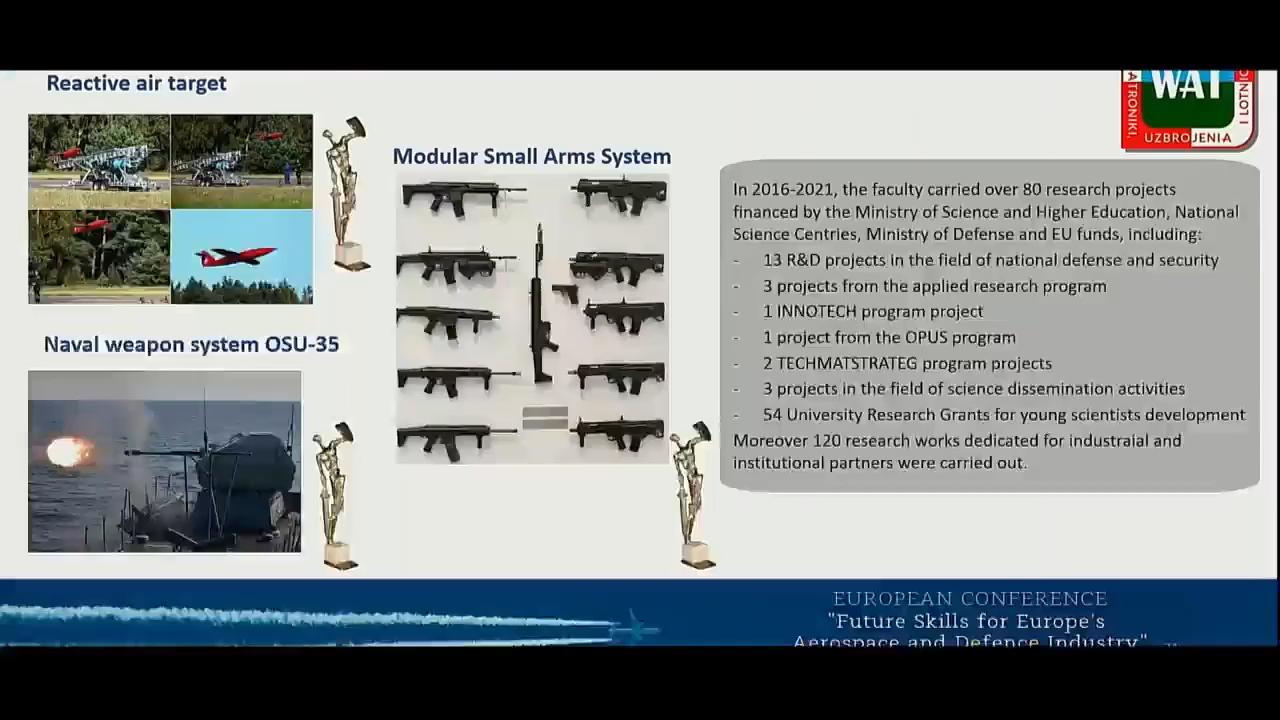 Reactive air target
Naval weapon system OSU-35
Modular Small Arms System
WAT
ATRONIKI,
UZBROJENIA
I LOTNIC
In 2016-2021, the faculty carried over 80 research projects
financed by the Ministry of Science and Higher Education, National
Science Centries, Ministry of Defense and EU funds, including:
- 13 R&D projects in the field of national defense and security
- 3 projects from the applied research program
- 1 INNOTECH program project
- 1 project from the OPUS program
- 2 TECHMATSTRATEG program projects
- 3 projects in the field of science dissemination activities
- 54 University Research Grants for young scientists development
Moreover 120 research works dedicated for industraial and
institutional partners were carried out.
EUROPEAN CONFERENCE
"Future Skills for Europe's
Aerospace and Defence Industry"